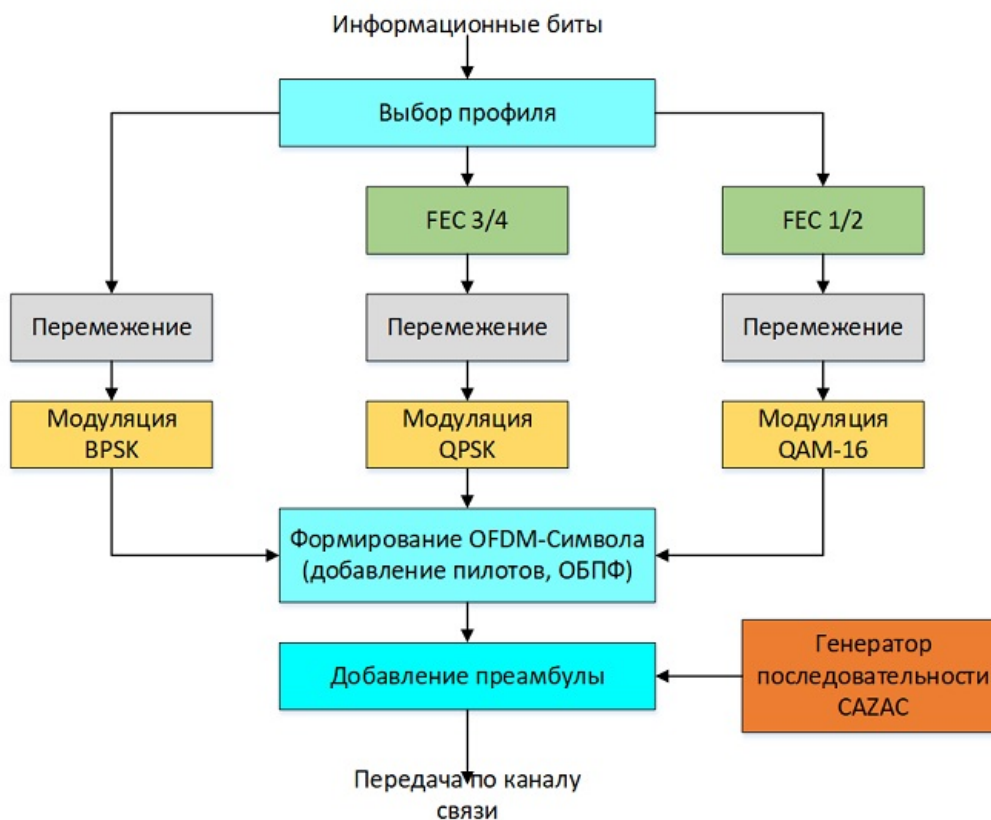 Информационные биты
Выбор профиля
FEC 3/4
FEC 1/2
Перемежение
Перемежение
Перемежение
Модуляция
BPSK
Модуляция
QPSK
Модуляция
QAM-16
Формирование OFDM-Символа
(добавление пилотов, ОБПФ)
Добавление преамбулы
Генератор
последовательности
CAZAC
Передача по каналу
связи